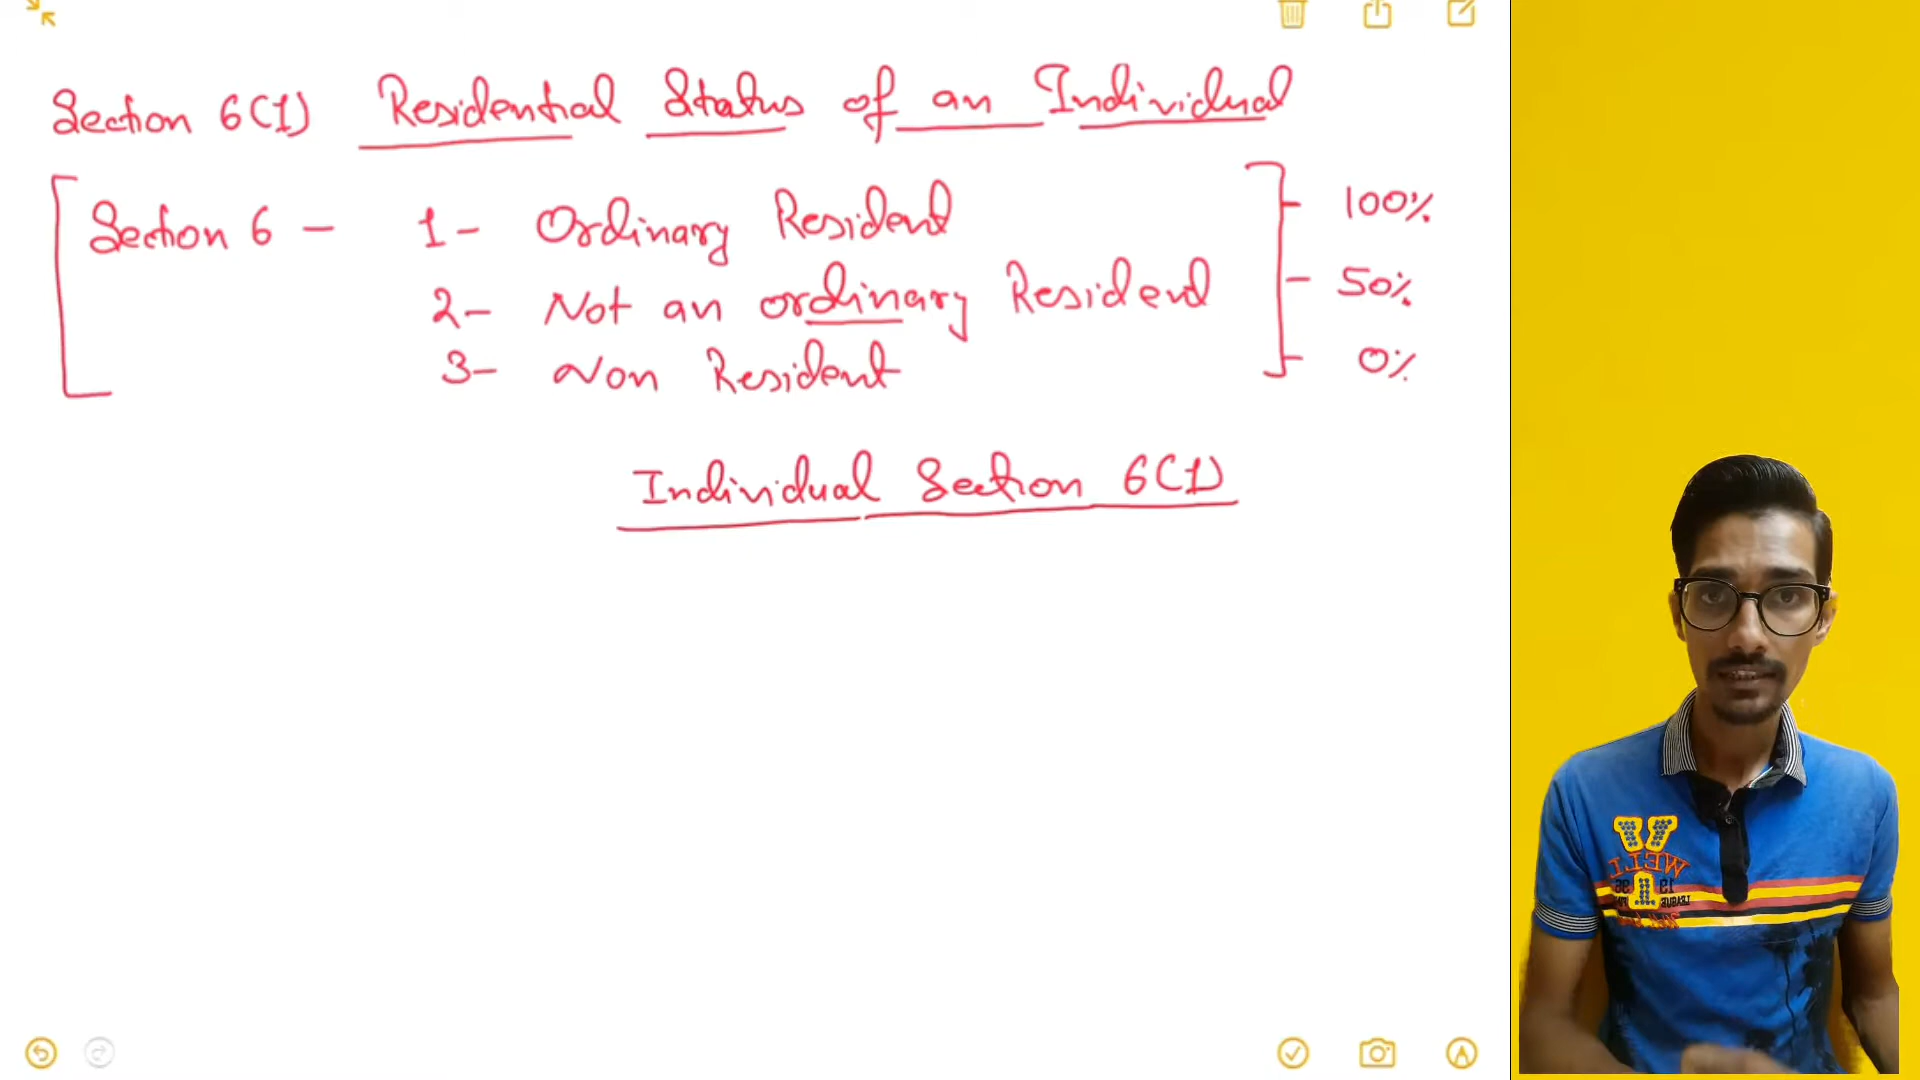 Section 6(1) Residential Status of an Individual
Section 6 - 1- Ordinary Resident 100%
2- Not an ordinary Resident 50%
3- Non Resident 0%
Individual Section 6(1)
WELL